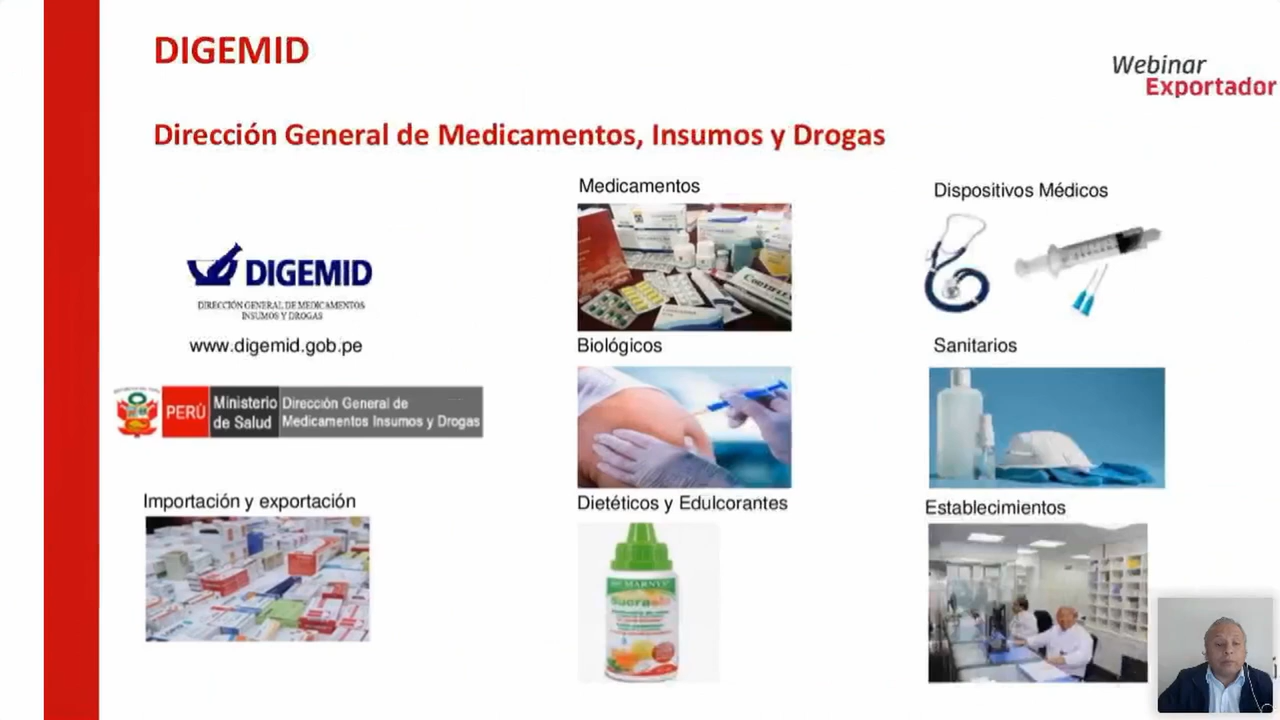 DIGEMID
Webinar
Exportador
Dirección General de Medicamentos, Insumos y Drogas
DIGEMID
DIRECCIÓN GENERAL DE MEDICAMENTOS
INSUMOS Y DROGAS
www.digemid.gob.pe
PERÚ
Ministerio
de Salud
Dirección General de
Medicamentos Insumos y Drogas
Importación y exportación
Medicamentos
Biológicos
Dietéticos y Edulcorantes
MARNYS
Dispositivos Médicos
Sanitarios
Establecimientos